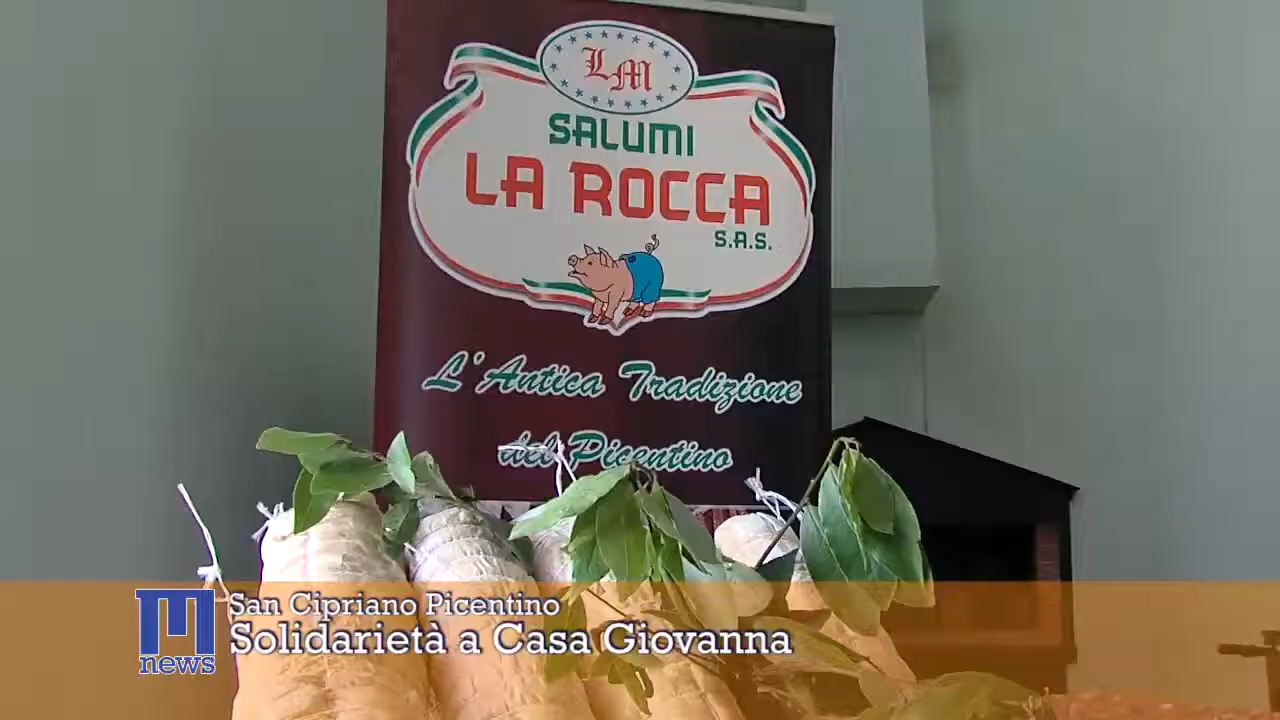 LM
SALUMI
LA ROCCA
S.A.S.
L'Antica Tradizione
del Picentino
San Cipriano Picentino
Solidarietà a Casa Giovanna
news